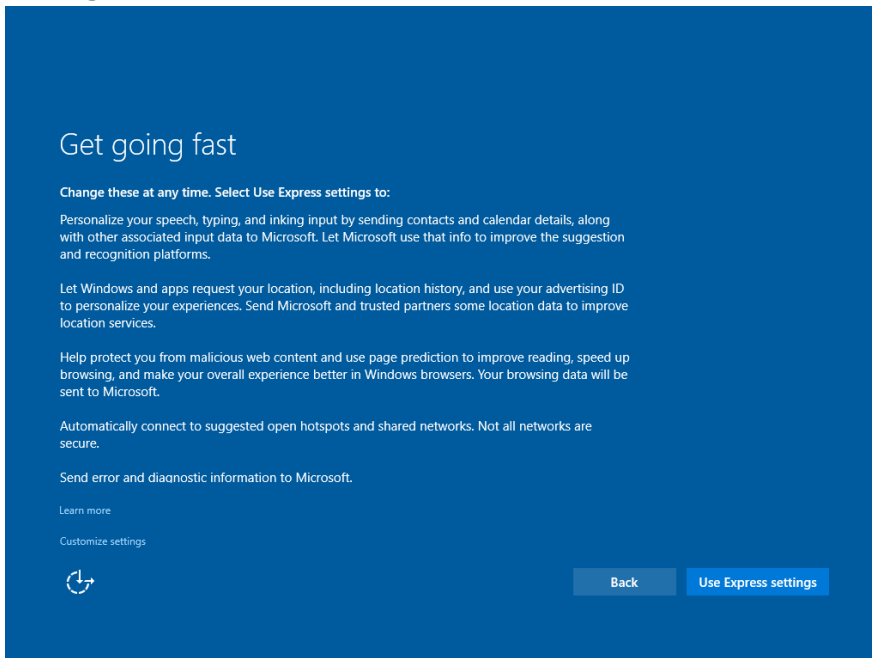 Get going fast
Change these at any time. Select Use Express settings to:
Personalize your speech, typing, and inking input by sending contacts and calendar details, along
with other associated input data to Microsoft. Let Microsoft use that info to improve the suggestion
and recognition platforms.
Let Windows and apps request your location, including location history, and use your advertising ID
to personalize your experiences. Send Microsoft and trusted partners some location data to improve
location services.
Help protect you from malicious web content and use page prediction to improve reading, speed up
browsing, and make your overall experience better in Windows browsers. Your browsing data will be
sent to Microsoft.
Automatically connect to suggested open hotspots and shared networks. Not all networks are
secure.
Send error and diagnostic information to Microsoft.
Learn more
Customize settings
Back
Use Express settings